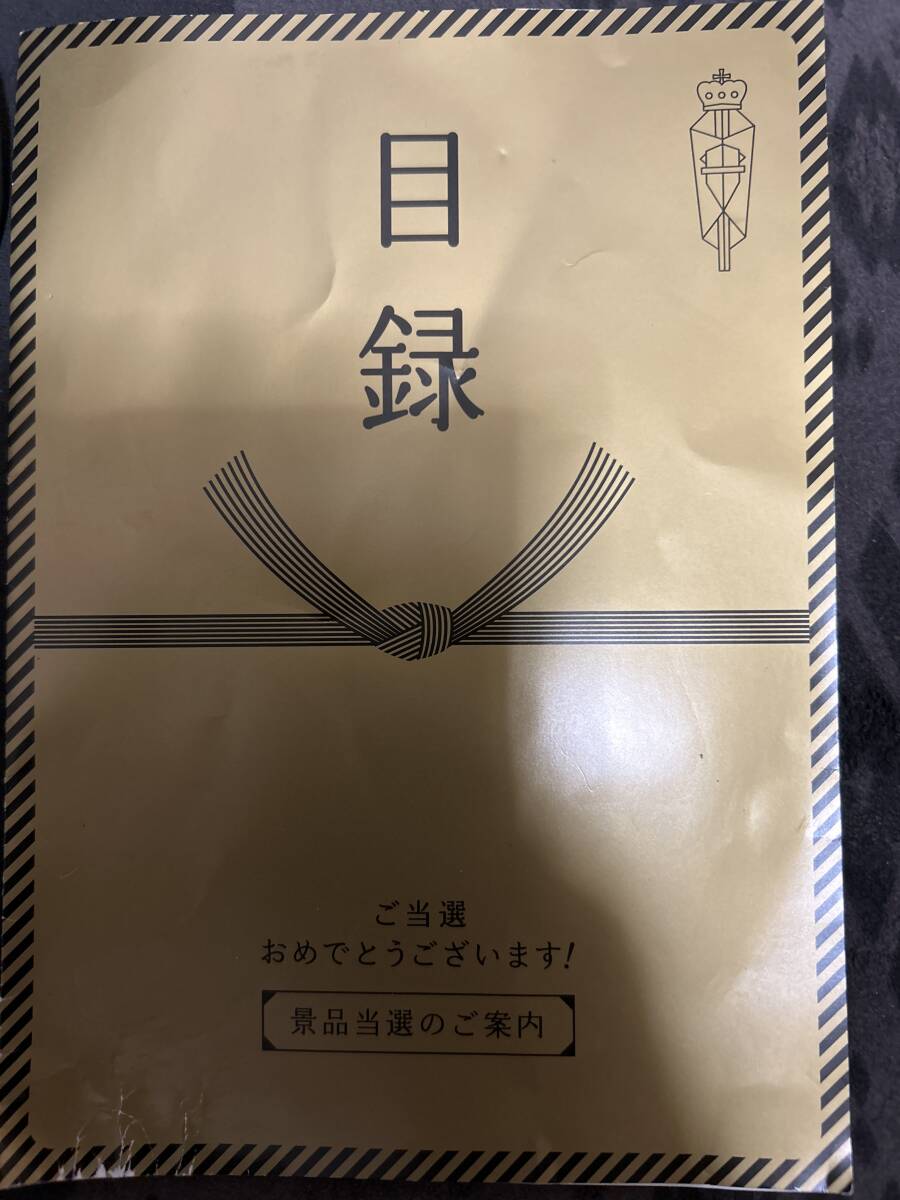 目録
ご当選
おめでとうございます!
景品当選のご案内